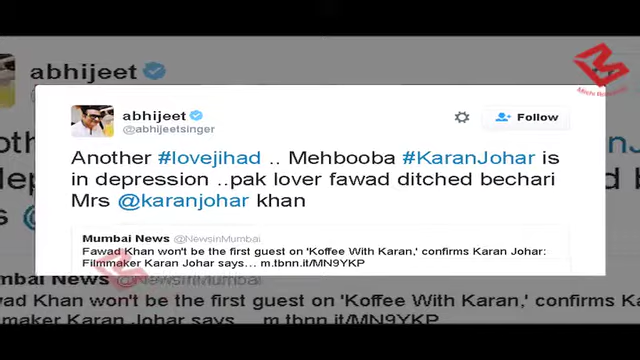 abhijeet
abhijeet
@abhijeetsinger
Follow
Another #lovejihad .. Mehbooba #KaranJohar is
in depression ..pak lover fawad ditched bechari
Mrs @karanjohar khan
Mumbai News @NewsinMumbai
Fawad Khan won't be the first guest on 'Koffee With Karan,' confirms Karan Johar:
Filmmaker Karan Johar says... m.tbnn.it/MN9YKP
mbai News @NewsinMumbai
wad Khan won't be the first guest on 'Koffee With Karan,' confirms Ka
mmaker Karan Johar says... m.tbnn.it/MN9YKP